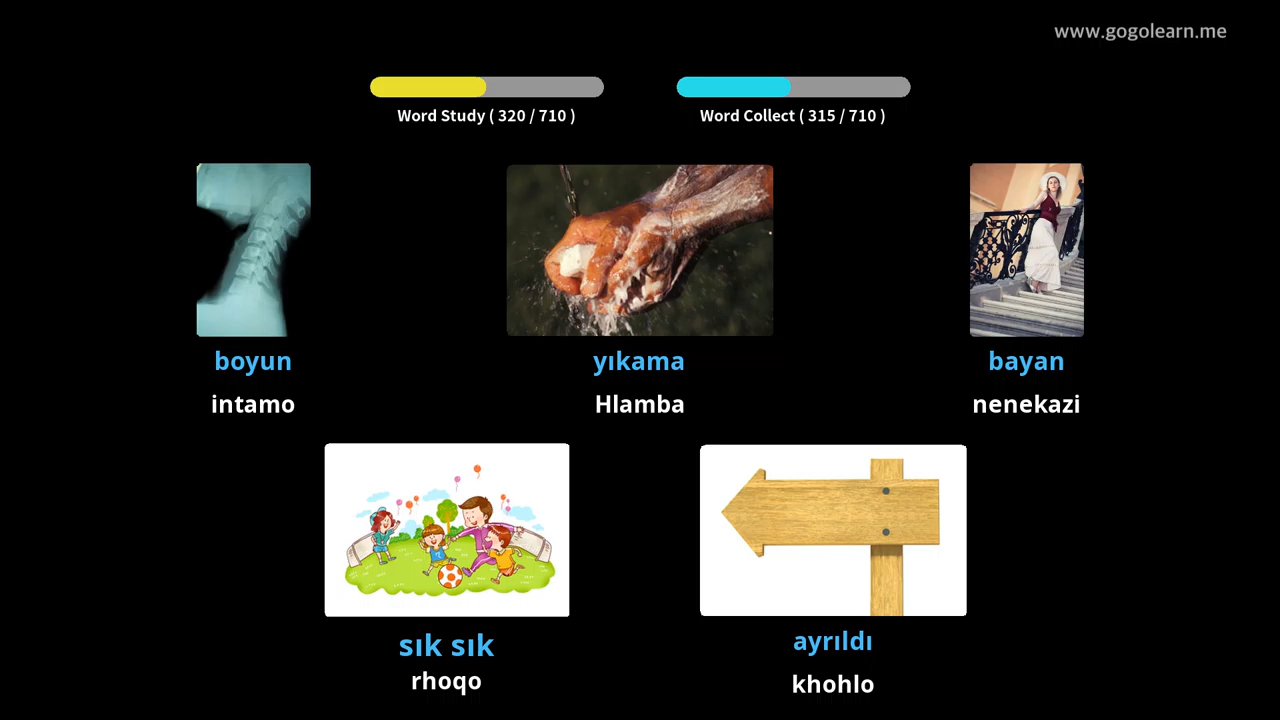 www.gogolearn.me
Word Study ( 320 / 710 )
Word Collect ( 315 / 710 )
boyun
intamo
yıkama
Hlamba
bayan
nenekazi
sık sık
rhoqo
ayrıldı
khohlo